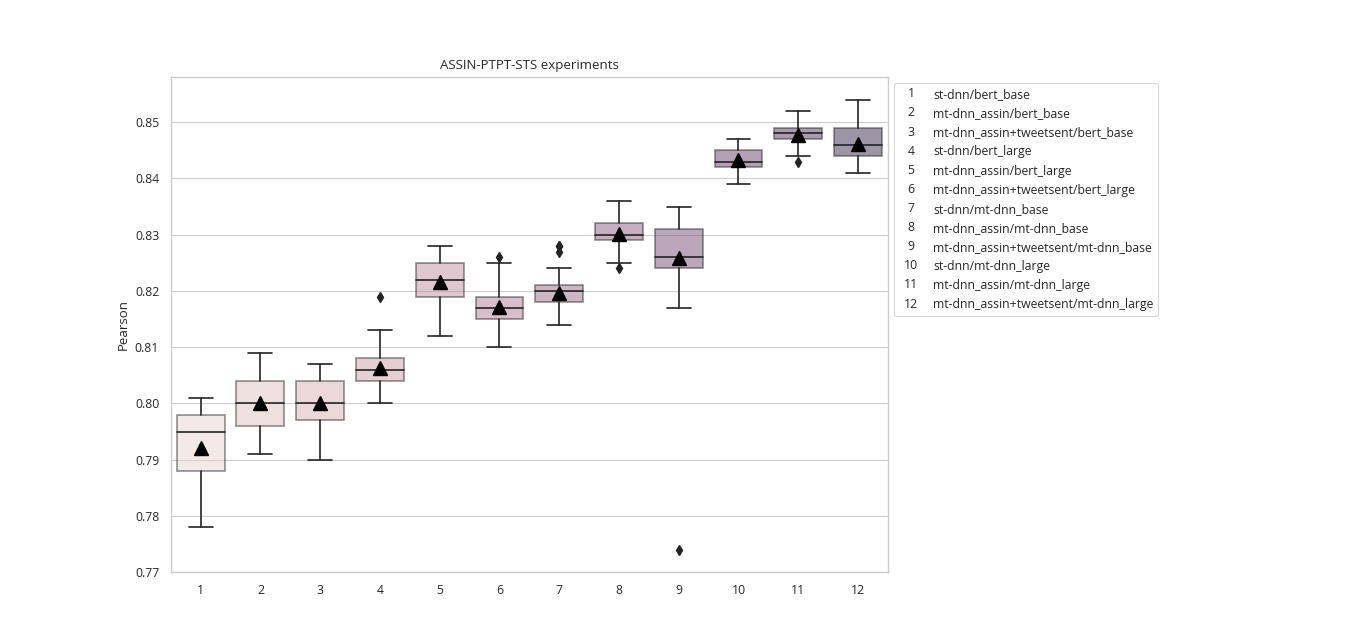 ASSIN-PTPT-STS experiments
Pearson
0.85
0.84
0.83
0.82
0.81
0.80
0.79
0.78
0.77
1 2 3 4 5 6 7 8 9 10 11 12
1 st-dnn/bert_base
2 mt-dnn_assin/bert_base
3 mt-dnn_assin+tweetsent/bert_base
4 st-dnn/bert_large
5 mt-dnn_assin/bert_large
6 mt-dnn_assin+tweetsent/bert_large
7 st-dnn/mt-dnn_base
8 mt-dnn_assin/mt-dnn_base
9 mt-dnn_assin+tweetsent/mt-dnn_base
10 st-dnn/mt-dnn_large
11 mt-dnn_assin/mt-dnn_large
12 mt-dnn_assin+tweetsent/mt-dnn_large